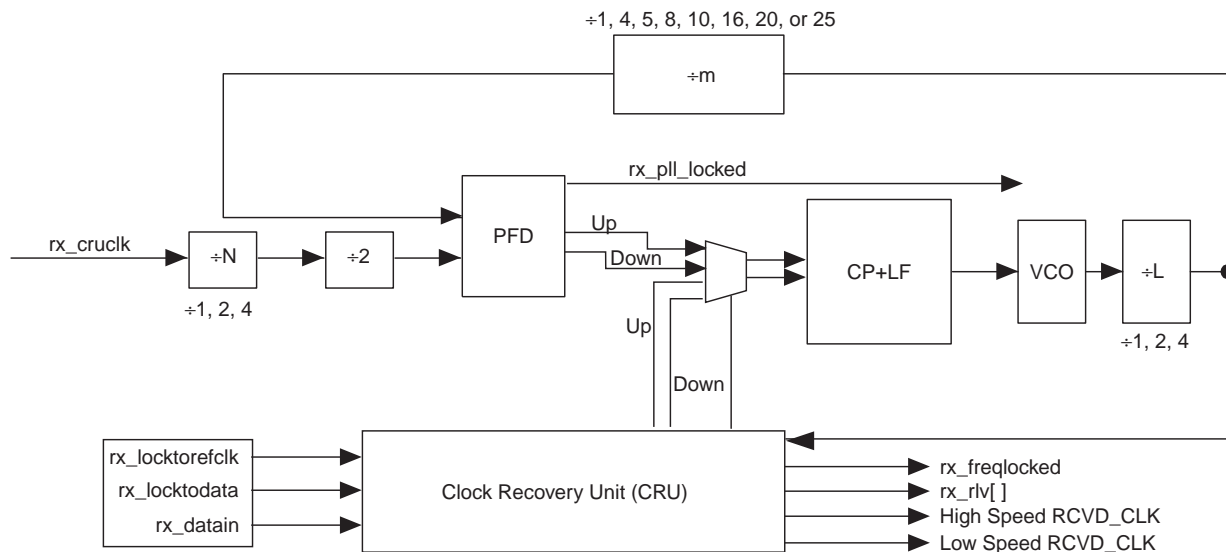 ÷1, 4, 5, 8, 10, 16, 20, or 25
÷m
rx_pll_locked
Up
PFD
rx_cruclk
÷N
÷2
Down
CP+LF
VCO
÷L
÷1, 2, 4
Up
÷1, 2, 4
Down
rx_locktorefclk
rx_locktodata
rx_datain
Clock Recovery Unit (CRU)
rx_freqlocked
rx_rlv[ ]
High Speed RCVD_CLK
Low Speed RCVD_CLK